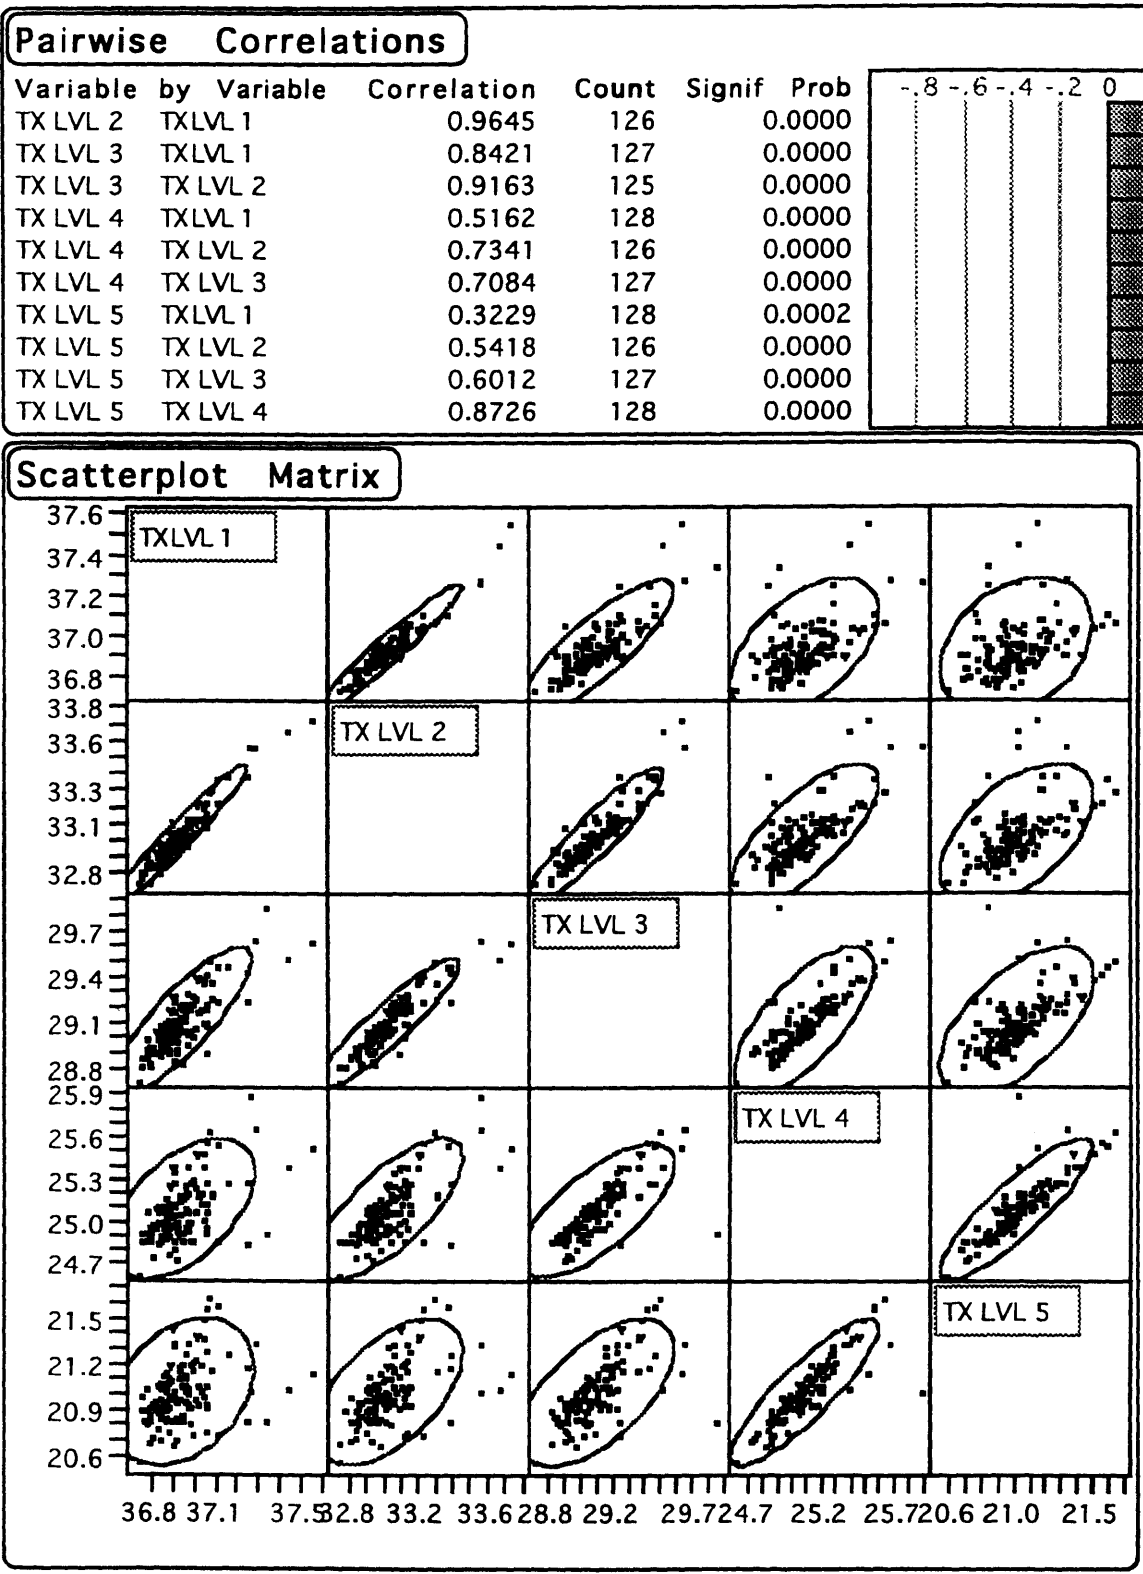 Pairwise Correlations
Variable by Variable Correlation Count Signif Prob -.8 -.6 -.4 -.2 0
TX LVL 2 TXLVL 1 0.9645 126 0.0000
TX LVL 3 TXLVL 1 0.8421 127 0.0000
TX LVL 3 TX LVL 2 0.9163 125 0.0000
TX LVL 4 TXLVL 1 0.5162 128 0.0000
TX LVL 4 TX LVL 2 0.7341 126 0.0000
TX LVL 4 TX LVL 3 0.7084 127 0.0000
TX LVL 5 TXLVL 1 0.3229 128 0.0002
TX LVL 5 TX LVL 2 0.5418 126 0.0000
TX LVL 5 TX LVL 3 0.6012 127 0.0000
TX LVL 5 TX LVL 4 0.8726 128 0.0000
Scatterplot Matrix
37.6
TXLVL 1
37.4
37.2
37.0
36.8
33.8
TX LVL 2
33.6
33.3
33.1
32.8
TX LVL 3
29.7
29.4
29.1
28.8
25.9
TX LVL 4
25.6
25.3
25.0
24.7
TX LVL 5
21.5
21.2
20.9
20.6
36.8 37.1 37.5 32.8 33.2 33.6 28.8 29.2 29.7 24.7 25.2 25.7 20.6 21.0 21.5